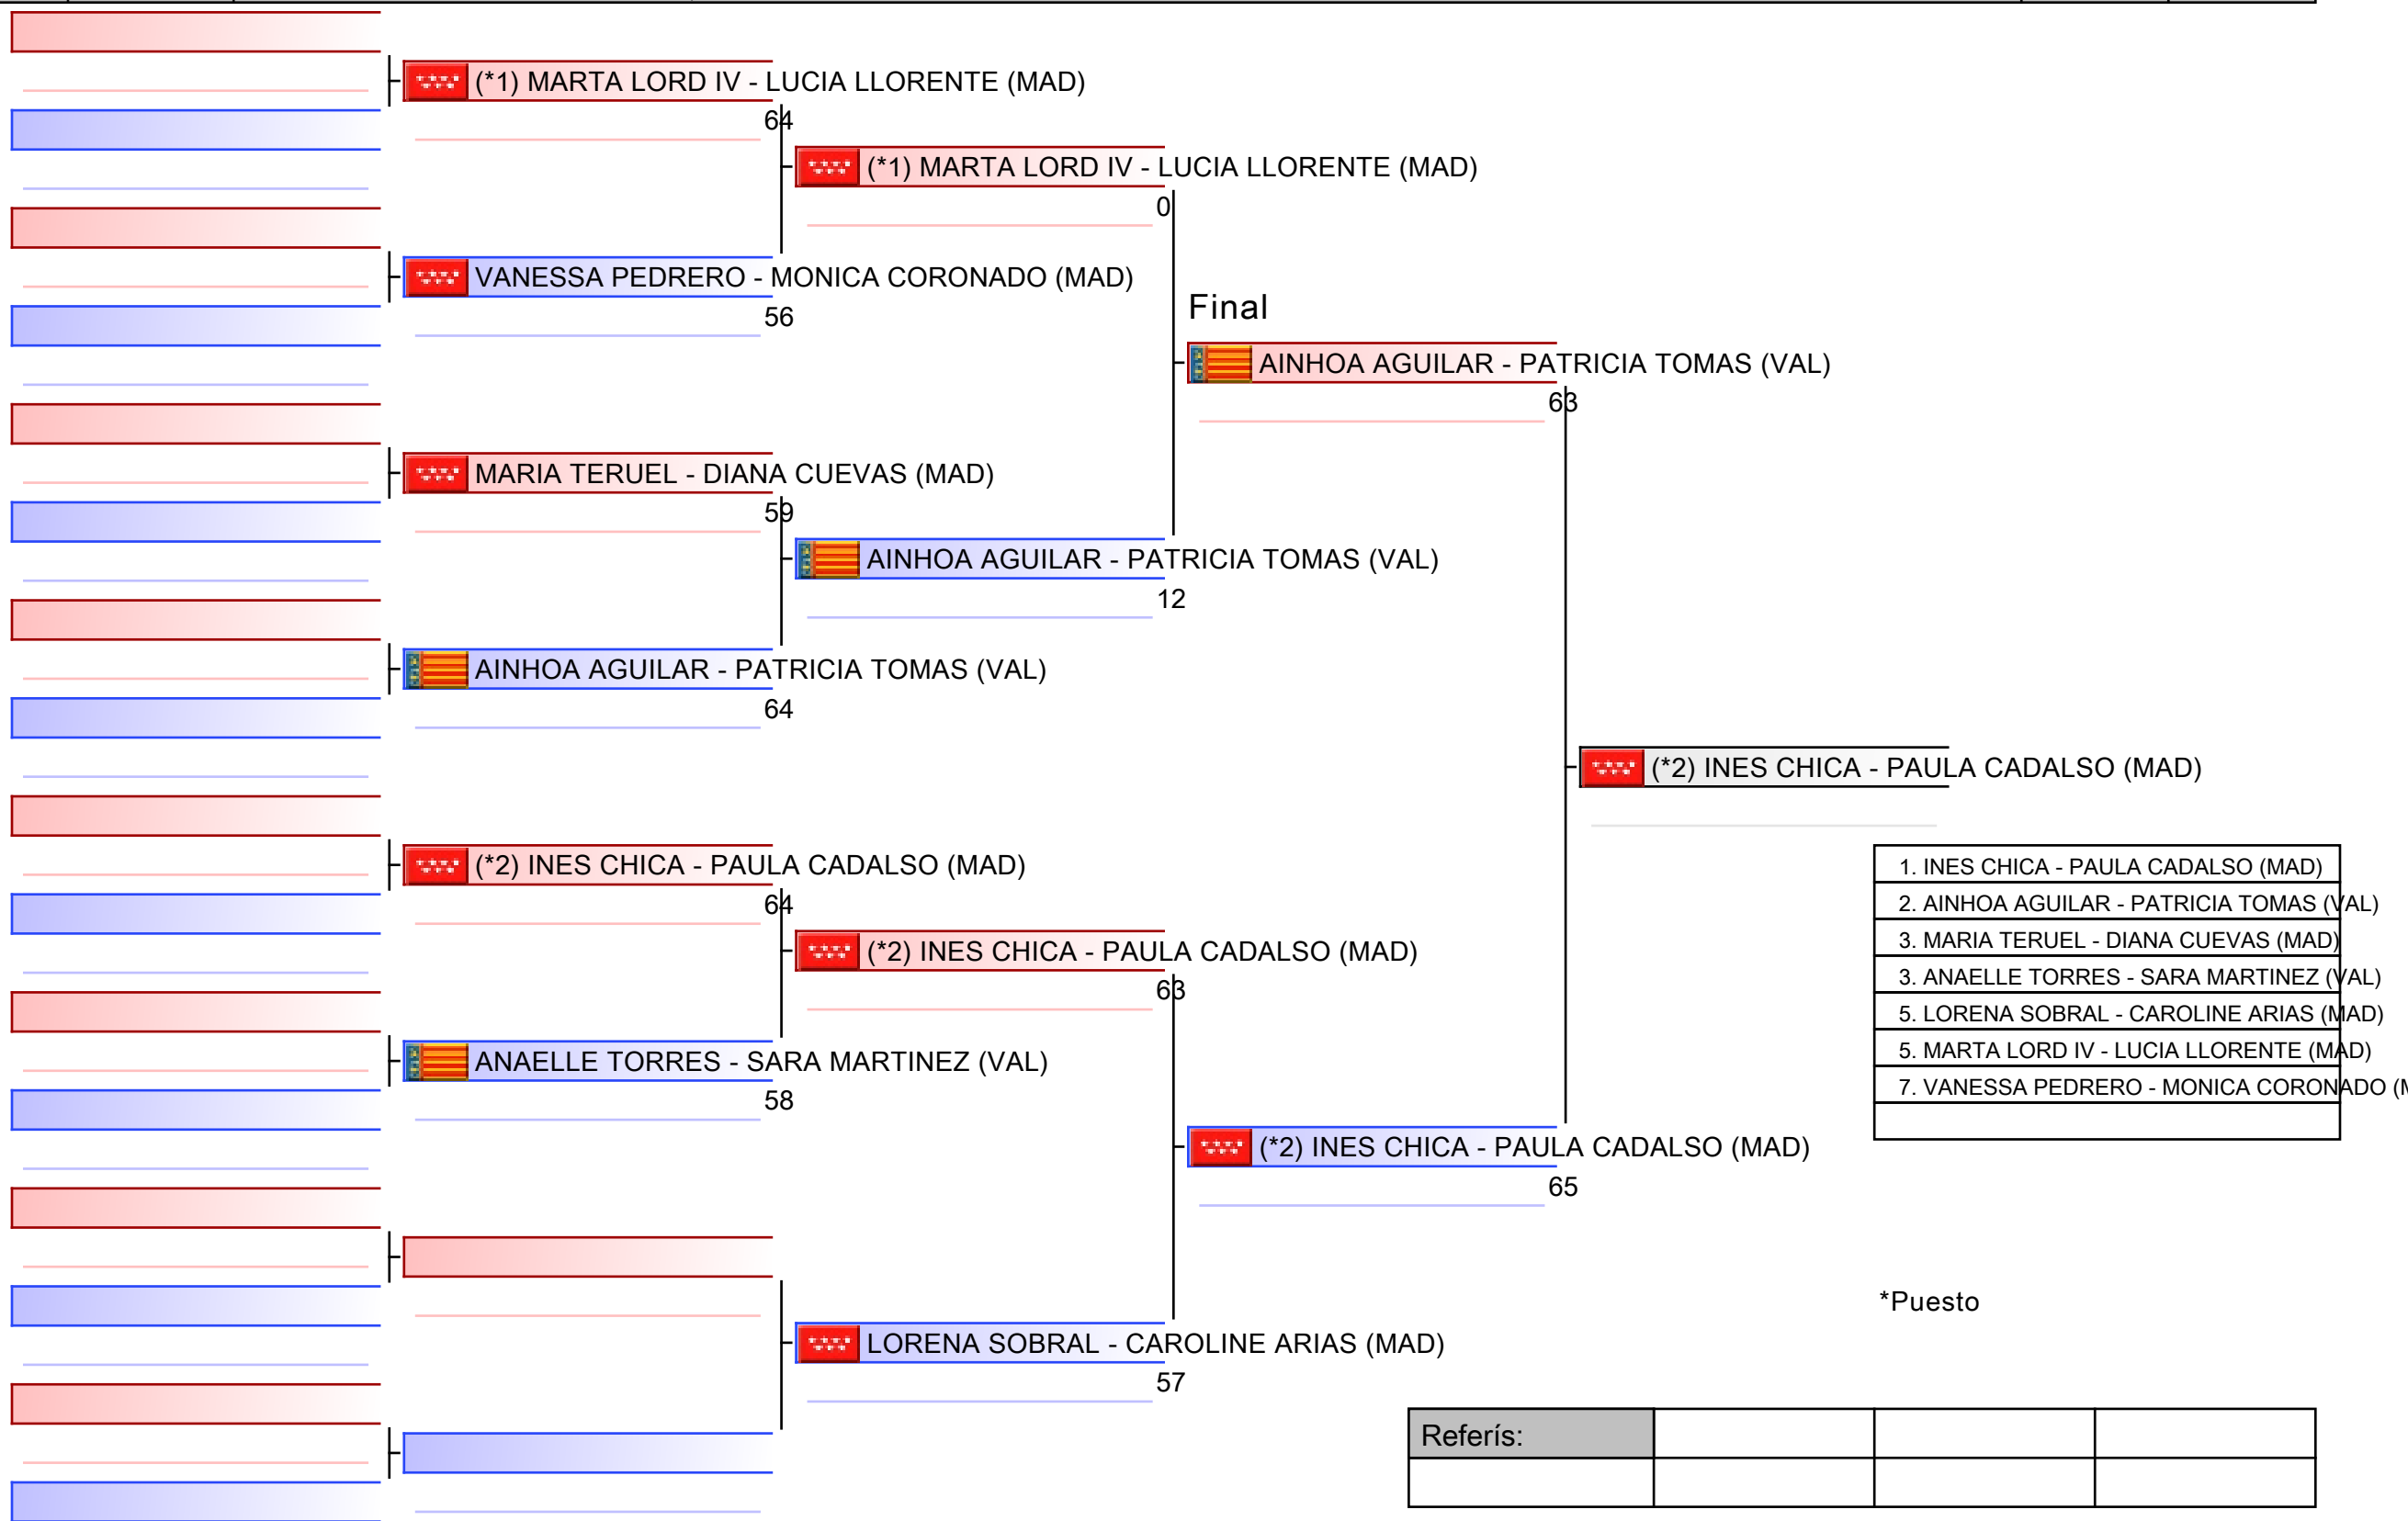 (*1) MARTA LORD IV - LUCIA LLORENTE (MAD)
64
(*1) MARTA LORD IV - LUCIA LLORENTE (MAD)
0
VANESSA PEDRERO - MONICA CORONADO (MAD)
56
Final
AINHOA AGUILAR - PATRICIA TOMAS (VAL)
63
MARIA TERUEL - DIANA CUEVAS (MAD)
59
AINHOA AGUILAR - PATRICIA TOMAS (VAL)
12
AINHOA AGUILAR - PATRICIA TOMAS (VAL)
64
(*2) INES CHICA - PAULA CADALSO (MAD)
(*2) INES CHICA - PAULA CADALSO (MAD)
64
(*2) INES CHICA - PAULA CADALSO (MAD)
63
ANAELLE TORRES - SARA MARTINEZ (VAL)
58
(*2) INES CHICA - PAULA CADALSO (MAD)
65
LORENA SOBRAL - CAROLINE ARIAS (MAD)
57
1. INES CHICA - PAULA CADALSO (MAD)
2. AINHOA AGUILAR - PATRICIA TOMAS (VAL)
3. MARIA TERUEL - DIANA CUEVAS (MAD)
3. ANAELLE TORRES - SARA MARTINEZ (VAL)
5. LORENA SOBRAL - CAROLINE ARIAS (MAD)
5. MARTA LORD IV - LUCIA LLORENTE (MAD)
7. VANESSA PEDRERO - MONICA CORONADO (
*Puesto
Referís: